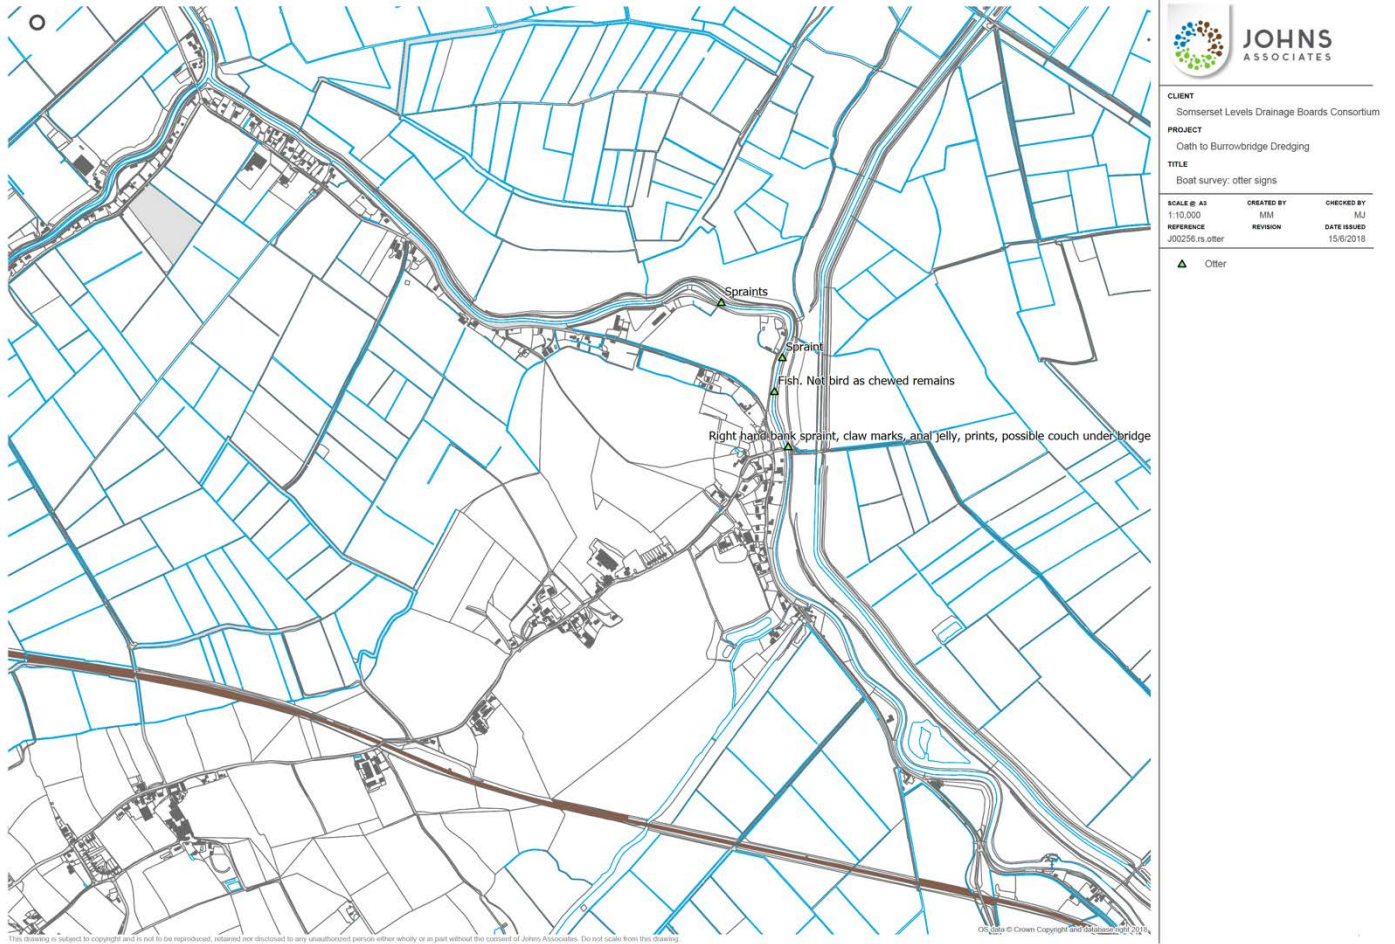 JOHNS
ASSOCIATES
CLIENT
Somserset Levels Drainage Boards Consortium
PROJECT
Oath to Burrowbridge Dredging
TITLE
Boat survey: otter signs
SCALE @ A3 CREATED BY CHECKED BY
1:10,000 MM MJ
REFERENCE REVISION DATE ISSUED
J00256.rs.otter 15/6/2018
Otter
Spraints
Spraint
Fish. Not bird as chewed remains
Right hand bank spraint, claw marks, anal jelly, prints, possible couch under bridge
OS data © Crown Copyright and database right 2018
This drawing is subject to copyright and is not to be reproduced, retained nor disclosed to any unauthorized person either wholly or in part without the consent of Johns Associates. Do not scale from this drawing.